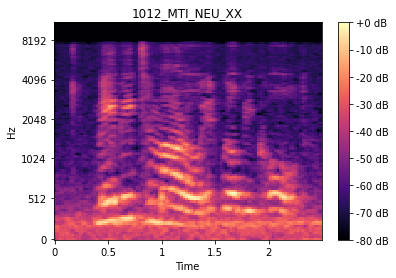 1012_MTI_NEU_XX
8192
4096
2048
1024
512
0
Hz
0
0.5
1
1.5
2
Time
+0 dB
-10 dB
-20 dB
-30 dB
-40 dB
-50 dB
-60 dB
-70 dB
-80 dB